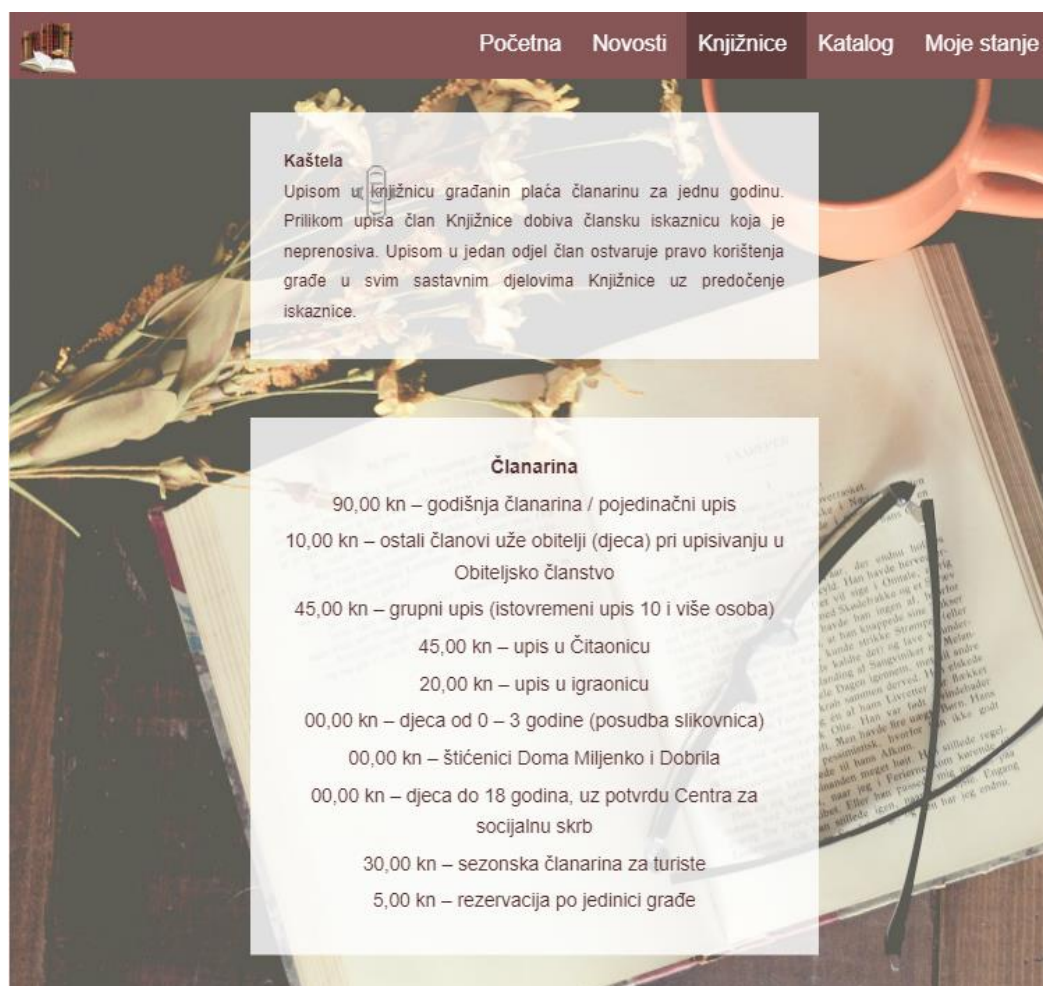 Početna Novosti Knjižnice Katalog Moje stanje
Kaštela
Upisom u knjižnicu građanin plaća članarinu za jednu godinu.
Prilikom upisa član Knjižnice dobiva člansku iskaznicu koja je
neprenosiva. Upisom u jedan odjel član ostvaruje pravo korištenja
građe u svim sastavnim djelovima Knjižnice uz predočenje
iskaznice.
Članarina
90,00 kn – godišnja članarina / pojedinačni upis
10,00 kn – ostali članovi uže obitelji (djeca) pri upisivanju u
Obiteljsko članstvo
45,00 kn – grupni upis (istovremeni upis 10 i više osoba)
45,00 kn – upis u Čitaonicu
20,00 kn – upis u igraonicu
00,00 kn – djeca od 0 – 3 godine (posudba slikovnica)
00,00 kn – štićenici Doma Miljenko i Dobrila
00,00 kn – djeca do 18 godina, uz potvrdu Centra za
socijalnu skrb
30,00 kn – sezonska članarina za turiste
5,00 kn – rezervacija po jedinici građe